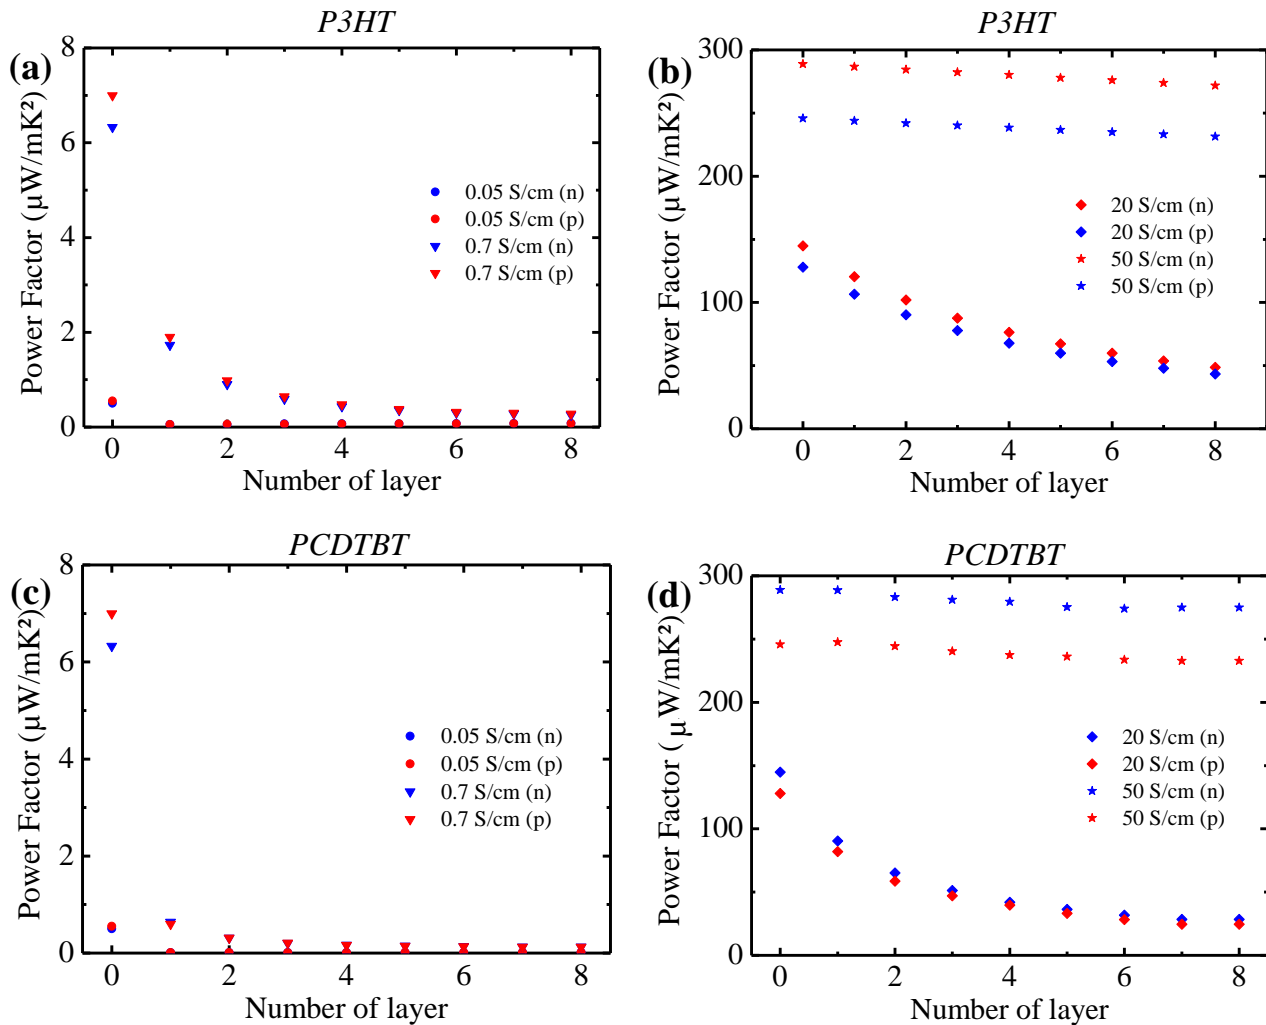 P3HT
(a)
8
6
4
2
0
Power Factor (μW/mK²)
0.05 S/cm (n)
0.05 S/cm (p)
0.7 S/cm (n)
0.7 S/cm (p)
0 2 4 6 8
Number of layer
P3HT
(b)
300
200
100
0
Power Factor (μW/mK²)
20 S/cm (n)
20 S/cm (p)
50 S/cm (n)
50 S/cm (p)
0 2 4 6 8
Number of layer
PCDTBT
(c)
8
6
4
2
0
Power Factor (μW/mK²)
0.05 S/cm (n)
0.05 S/cm (p)
0.7 S/cm (n)
0.7 S/cm (p)
0 2 4 6 8
Number of layer
PCDTBT
(d)
300
200
100
0
Power Factor (μW/mK²)
20 S/cm (n)
20 S/cm (p)
50 S/cm (n)
50 S/cm (p)
0 2 4 6 8
Number of layer